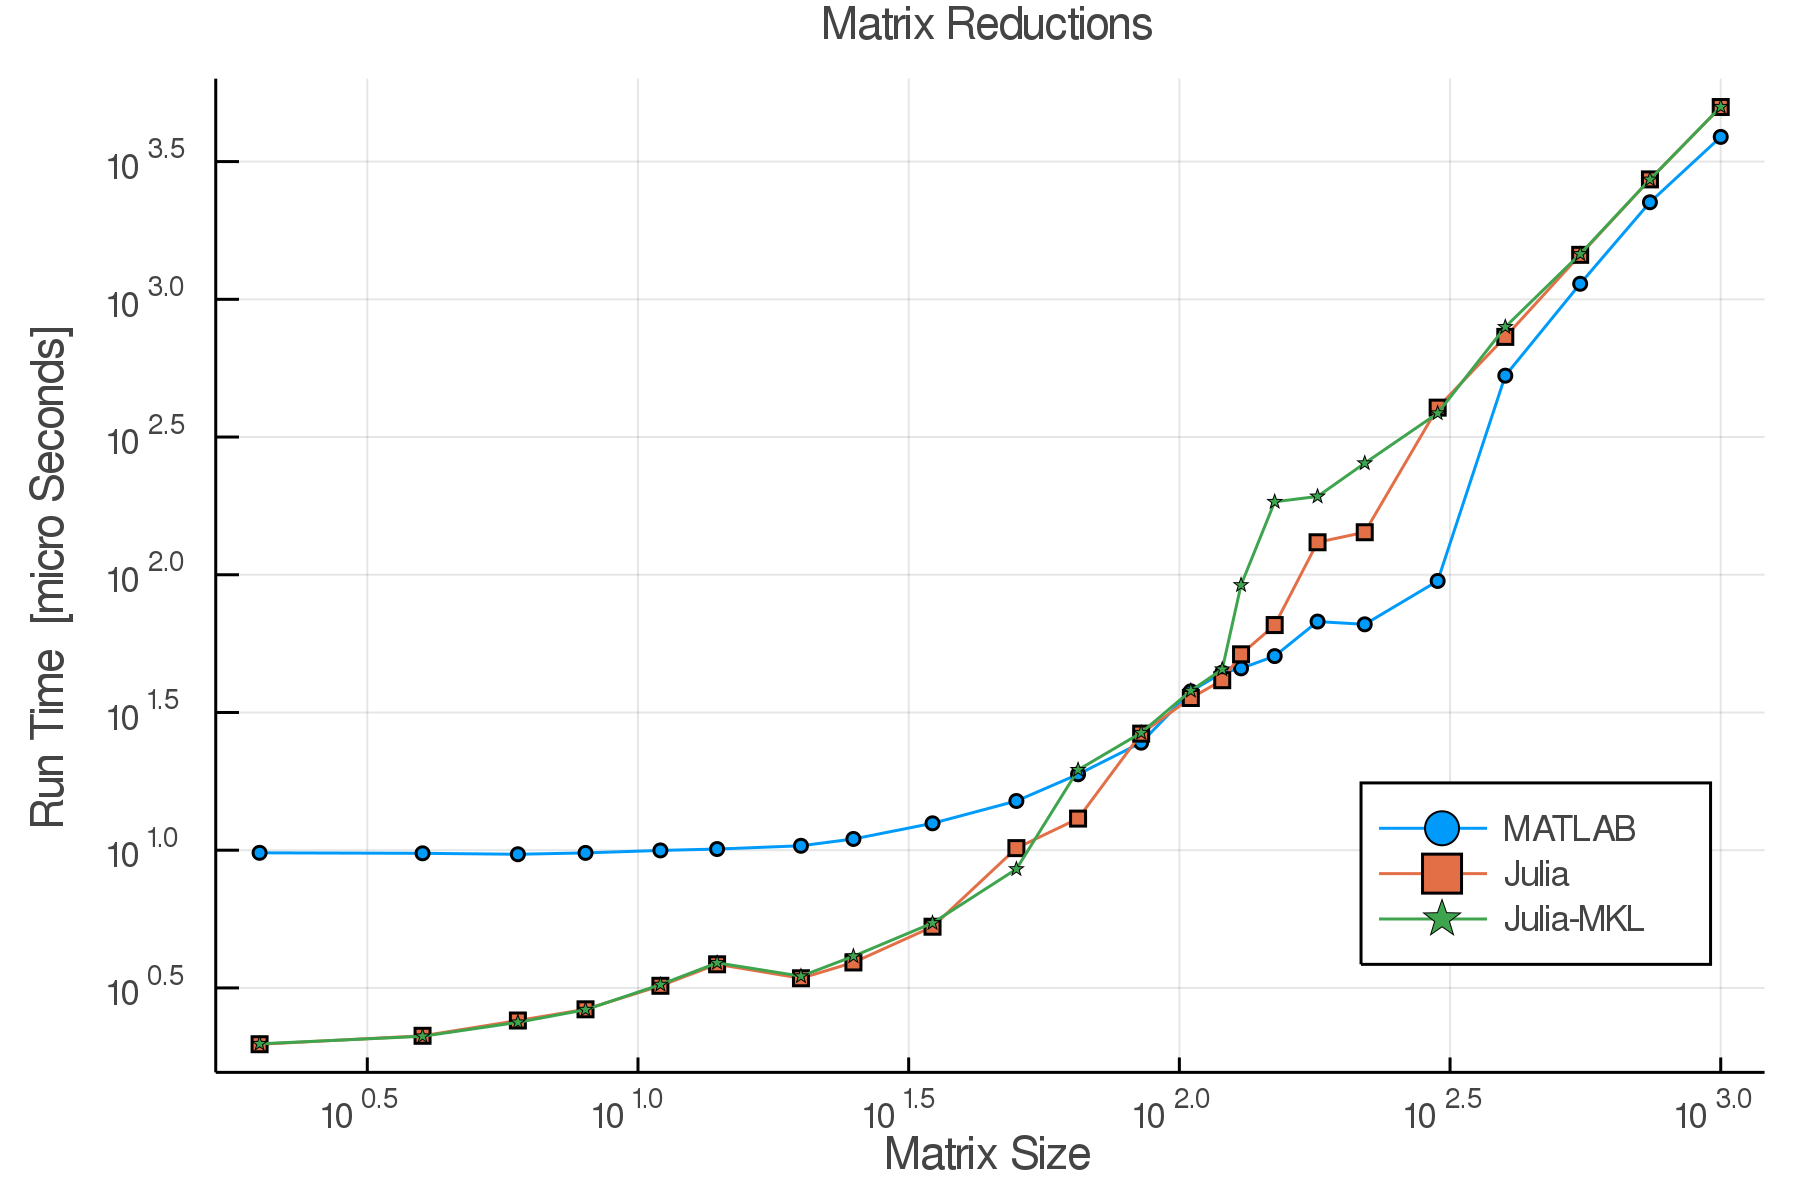 Matrix Reductions
Run Time [micro Seconds]
10 3.5
10 3.0
10 2.5
10 2.0
10 1.5
10 1.0
10 0.5
MATLAB
Julia
Julia-MKL
10 0.5 10 1.0 10 1.5 10 2.0 10 2.5 10 3.0
Matrix Size